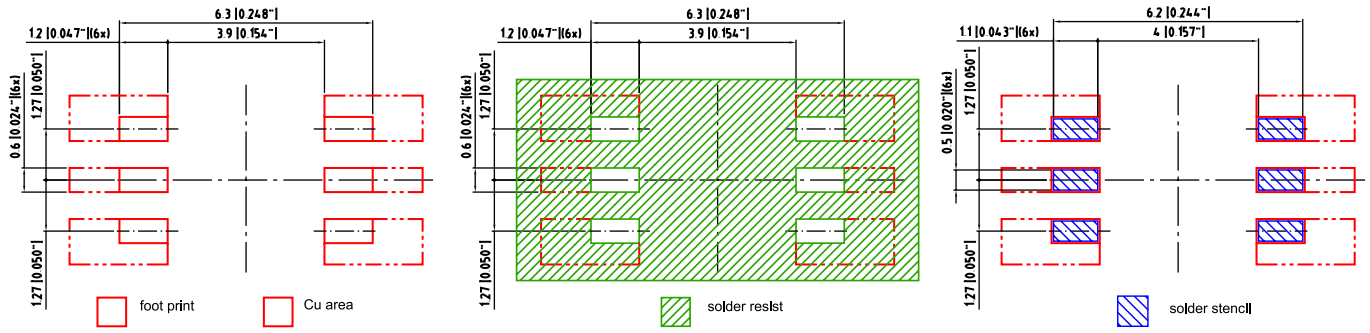 6.3 |0.248"|
1.2 |0.047"|(6x)
3.9 |0.154"|
0.6 |0.024"|(6x)
1.27 |0.050"|
1.27 |0.050"|
foot print
Cu area
6.3 |0.248"|
1.2 |0.047"|(6x)
3.9 |0.154"|
0.6 |0.024"|(6x)
1.27 |0.050"|
1.27 |0.050"|
solder resist
6.2 |0.244"|
1.1 |0.043"|(6x)
4 |0.157"|
0.5 |0.020"|(6x)
1.27 |0.050"|
1.27 |0.050"|
solder stencil